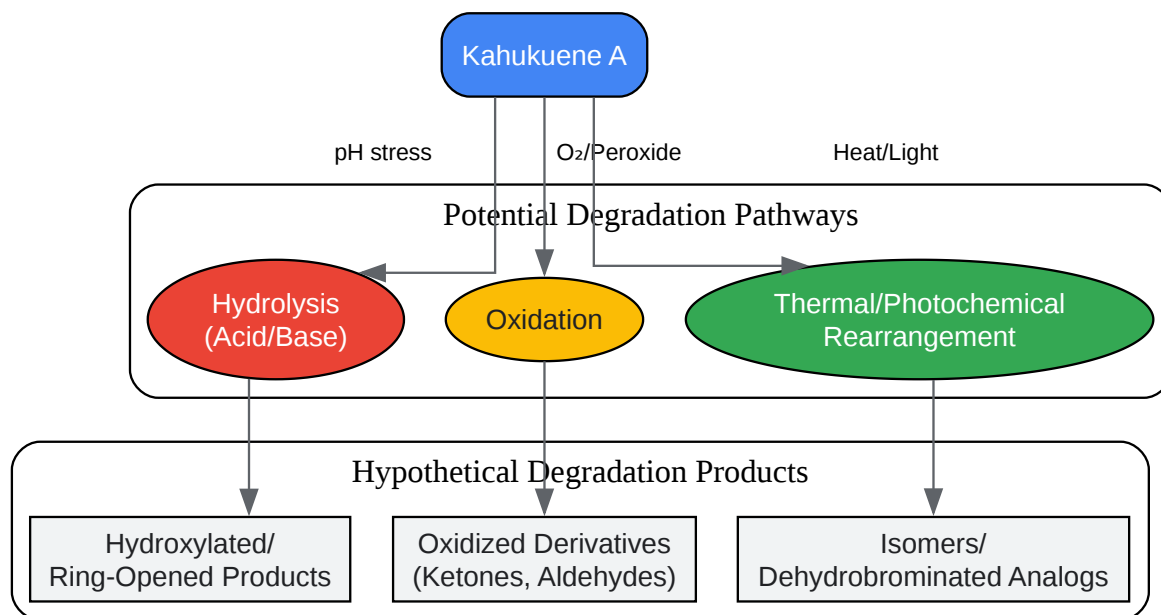 Kahukuene A
pH stress
O₂/Peroxide
Heat/Light
Potential Degradation Pathways
Hydrolysis
(Acid/Base)
Oxidation
Thermal/Photochemical
Rearrangement
Hypothetical Degradation Products
Hydroxylated/
Ring-Opened Products
Oxidized Derivatives
(Ketones, Aldehydes)
Isomers/
Dehydrobrominated Analogs